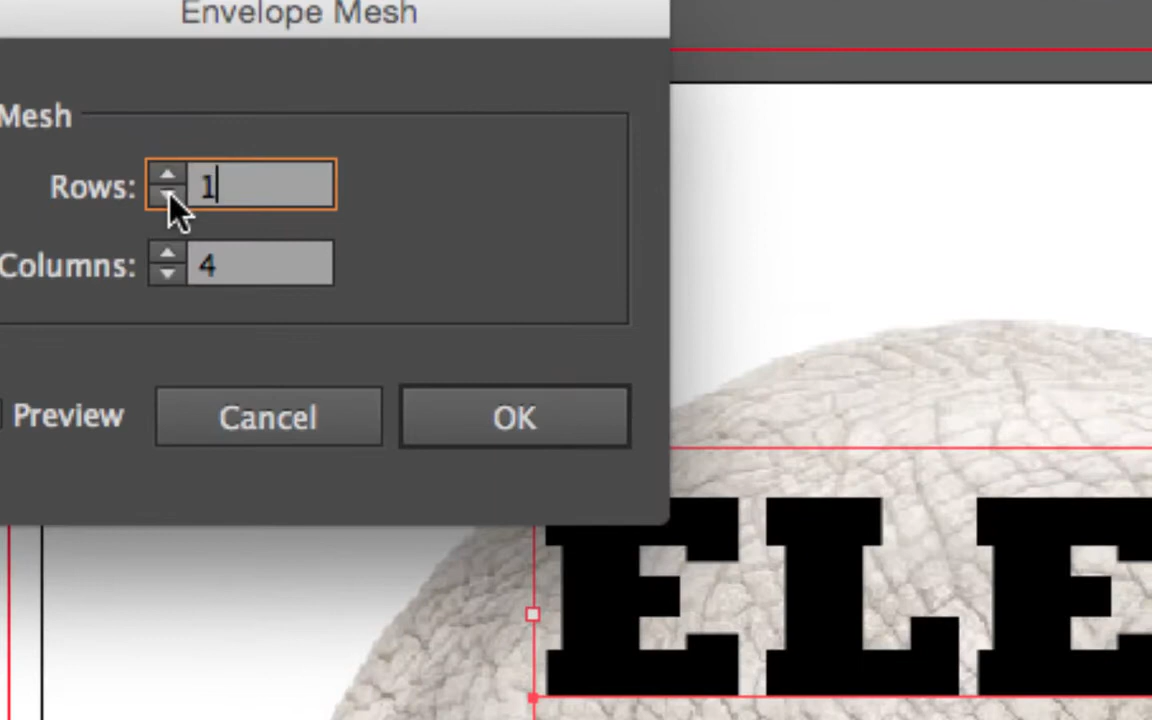 Envelope Mesh
Mesh
Rows: 1
Columns: 4
Preview Cancel OK
ELE